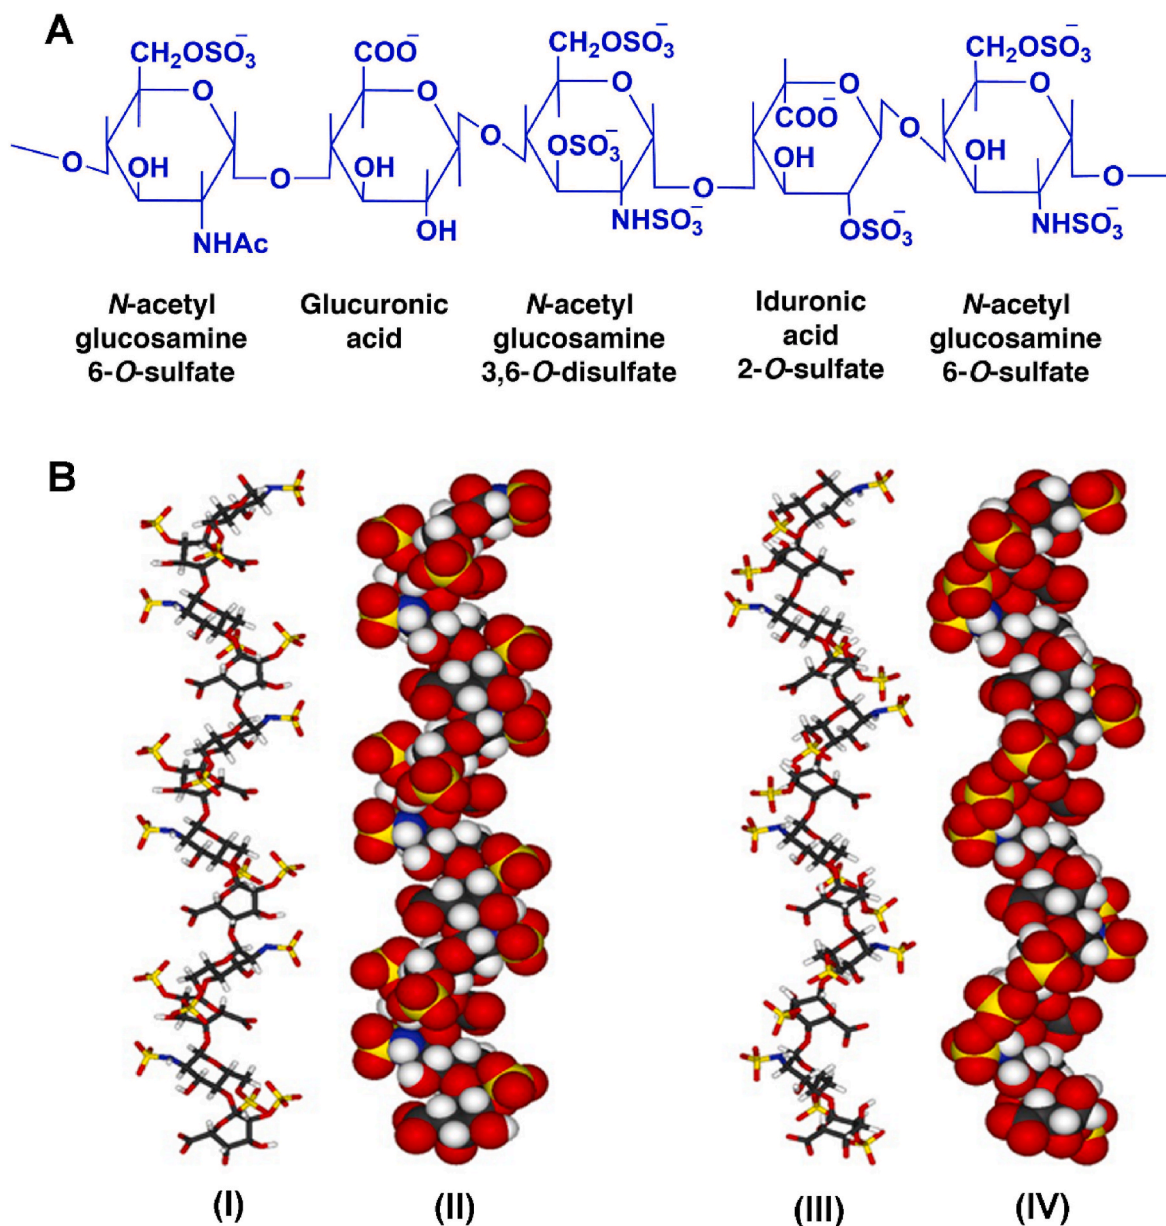 A
CH₂OSO₃⁻ COO⁻ CH₂OSO₃⁻ CH₂OSO₃⁻
O O O O O
COO⁻
O OH O OH O OSO₃⁻ O OH O OH O
NHAc OH NHSO₃⁻ OSO₃⁻ NHSO₃⁻
N-acetyl
glucosamine
6-O-sulfate
Glucuronic
acid
N-acetyl
glucosamine
3,6-O-disulfate
Iduronic
acid
2-O-sulfate
N-acetyl
glucosamine
6-O-sulfate
B
(I) (II) (III) (IV)